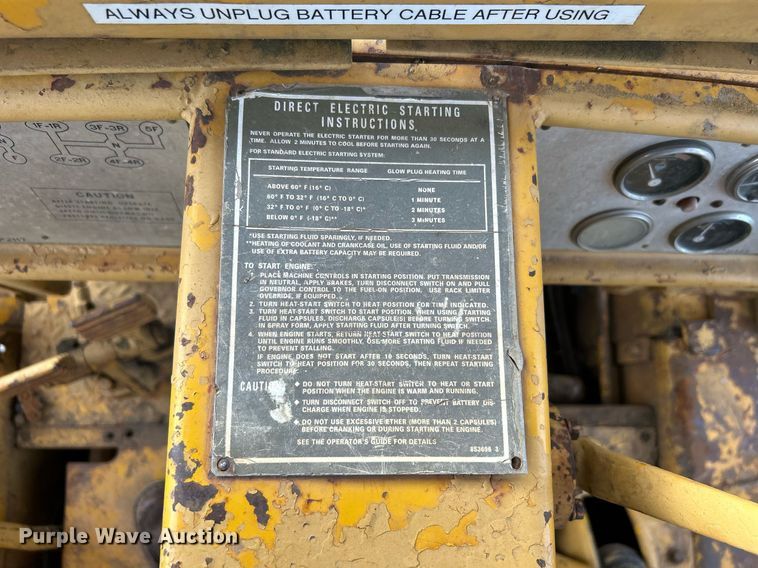 ALWAYS UNPLUG BATTERY CABLE AFTER USING
DIRECT ELECTRIC STARTING
INSTRUCTIONS
NEVER OPERATE THE ELECTRIC STARTER FOR MORE THAN 30 SECONDS AT A
TIME. ALLOW 2 MINUTES TO COOL BEFORE STARTING AGAIN.
FOR STANDARD ELECTRIC STARTING SYSTEM:
STARTING TEMPERATURE RANGE GLOW PLUG HEATING TIME
ABOVE 60° F (16° C) NONE
60° F TO 32° F (16° C TO 0° C) 1 MINUTE
32° F TO 0° F (0° C TO -18° C)* 2 MINUTES
BELOW 0° F (-18° C)** 3 MINUTES
*USE STARTING FLUID SPARINGLY, IF NEEDED.
**HEATING OF COOLANT AND CRANKCASE OIL, USE OF STARTING FLUID AND/OR
USE OF EXTRA BATTERY CAPACITY MAY BE REQUIRED.
TO START ENGINE:
1. PLACE MACHINE CONTROLS IN STARTING POSITION. PUT TRANSMISSION
IN NEUTRAL, APPLY BRAKES, TURN DISCONNECT SWITCH ON AND PULL
GOVERNOR CONTROL TO THE FUEL-ON POSITION. USE RACK LIMITER
OVERRIDE, IF EQUIPPED.
2. TURN HEAT-START SWITCH TO HEAT POSITION FOR TIME INDICATED.
3. TURN HEAT-START SWITCH TO START POSITION. WHEN USING STARTING
FLUID IN CAPSULES, DISCHARGE CAPSULE(S) BEFORE TURNING SWITCH.
IN SPRAY FORM, APPLY STARTING FLUID AFTER TURNING SWITCH.
4. WHEN ENGINE STARTS, RETURN HEAT-START SWITCH TO HEAT POSITION
UNTIL ENGINE RUNS SMOOTHLY, USE MORE STARTING FLUID IF NEEDED
TO PREVENT STALLING.
IF ENGINE DOES NOT START AFTER 10 SECONDS, TURN HEAT-START
SWITCH TO HEAT POSITION FOR 30 SECONDS, THEN REPEAT STARTING
PROCEDURE.
CAUTION: ◆ DO NOT TURN HEAT-START SWITCH TO HEAT OR START
POSITION WHEN THE ENGINE IS WARM AND RUNNING.
◆ TURN DISCONNECT SWITCH OFF TO PREVENT BATTERY DIS-
CHARGE WHEN ENGINE IS STOPPED.
◆ DO NOT USE EXCESSIVE ETHER (MORE THAN 2 CAPSULES)
BEFORE CRANKING OR DURING STARTING THE ENGINE.
SEE THE OPERATOR'S GUIDE FOR DETAILS
8S3698 3
1F-1R 3F-3R 5F
N N
2F-2R 4F-4R
CAUTION
Purple Wave Auction